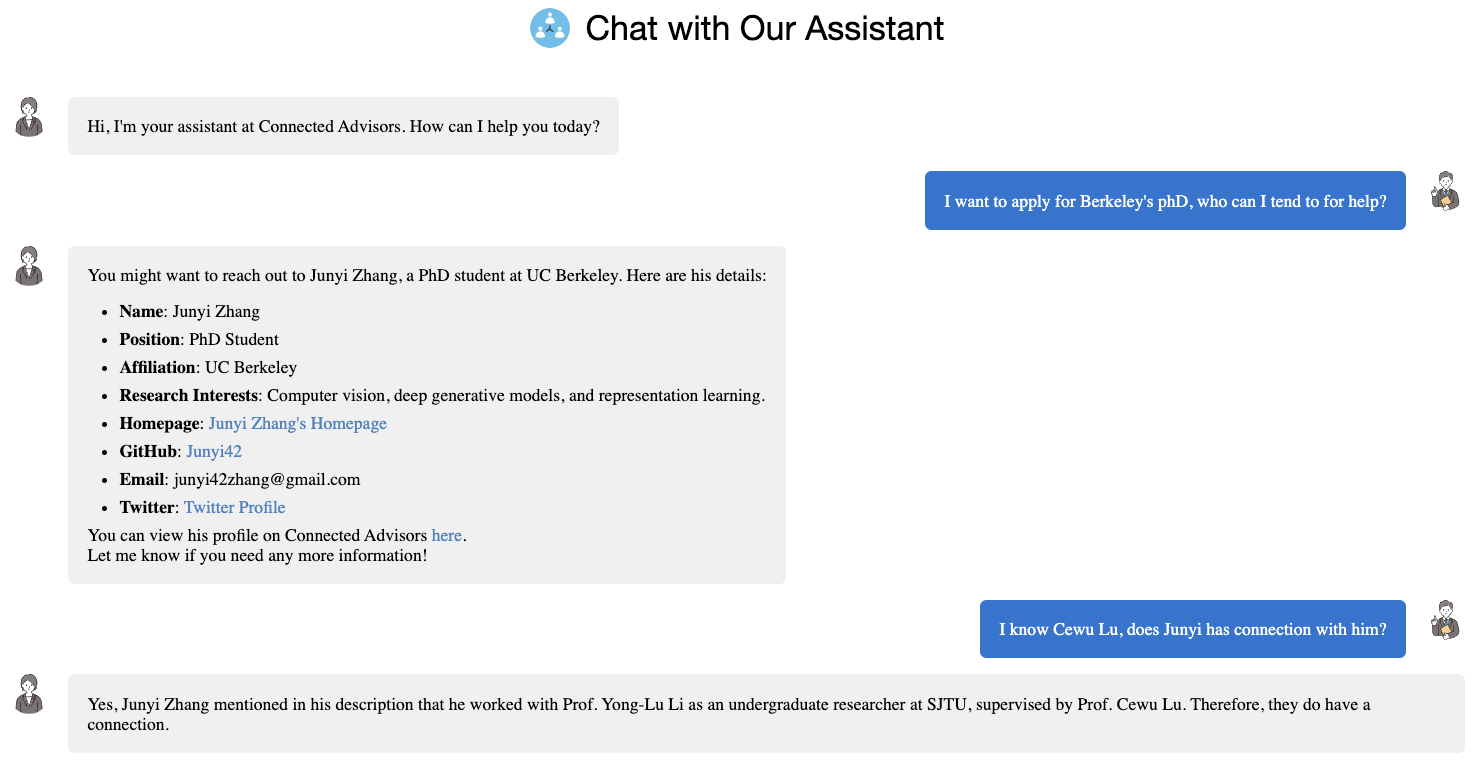 Chat with Our Assistant
Hi, I'm your assistant at Connected Advisors. How can I help you today?
I want to apply for Berkeley's phD, who can I tend to for help?
You might want to reach out to Junyi Zhang, a PhD student at UC Berkeley. Here are his details:
• Name: Junyi Zhang
• Position: PhD Student
• Affiliation: UC Berkeley
• Research Interests: Computer vision, deep generative models, and representation learning.
• Homepage: Junyi Zhang's Homepage
• GitHub: Junyi42
• Email: junyi42zhang@gmail.com
• Twitter: Twitter Profile
You can view his profile on Connected Advisors here.
Let me know if you need any more information!
I know Cewu Lu, does Junyi has connection with him?
Yes, Junyi Zhang mentioned in his description that he worked with Prof. Yong-Lu Li as an undergraduate researcher at SJTU, supervised by Prof. Cewu Lu. Therefore, they do have a
connection.